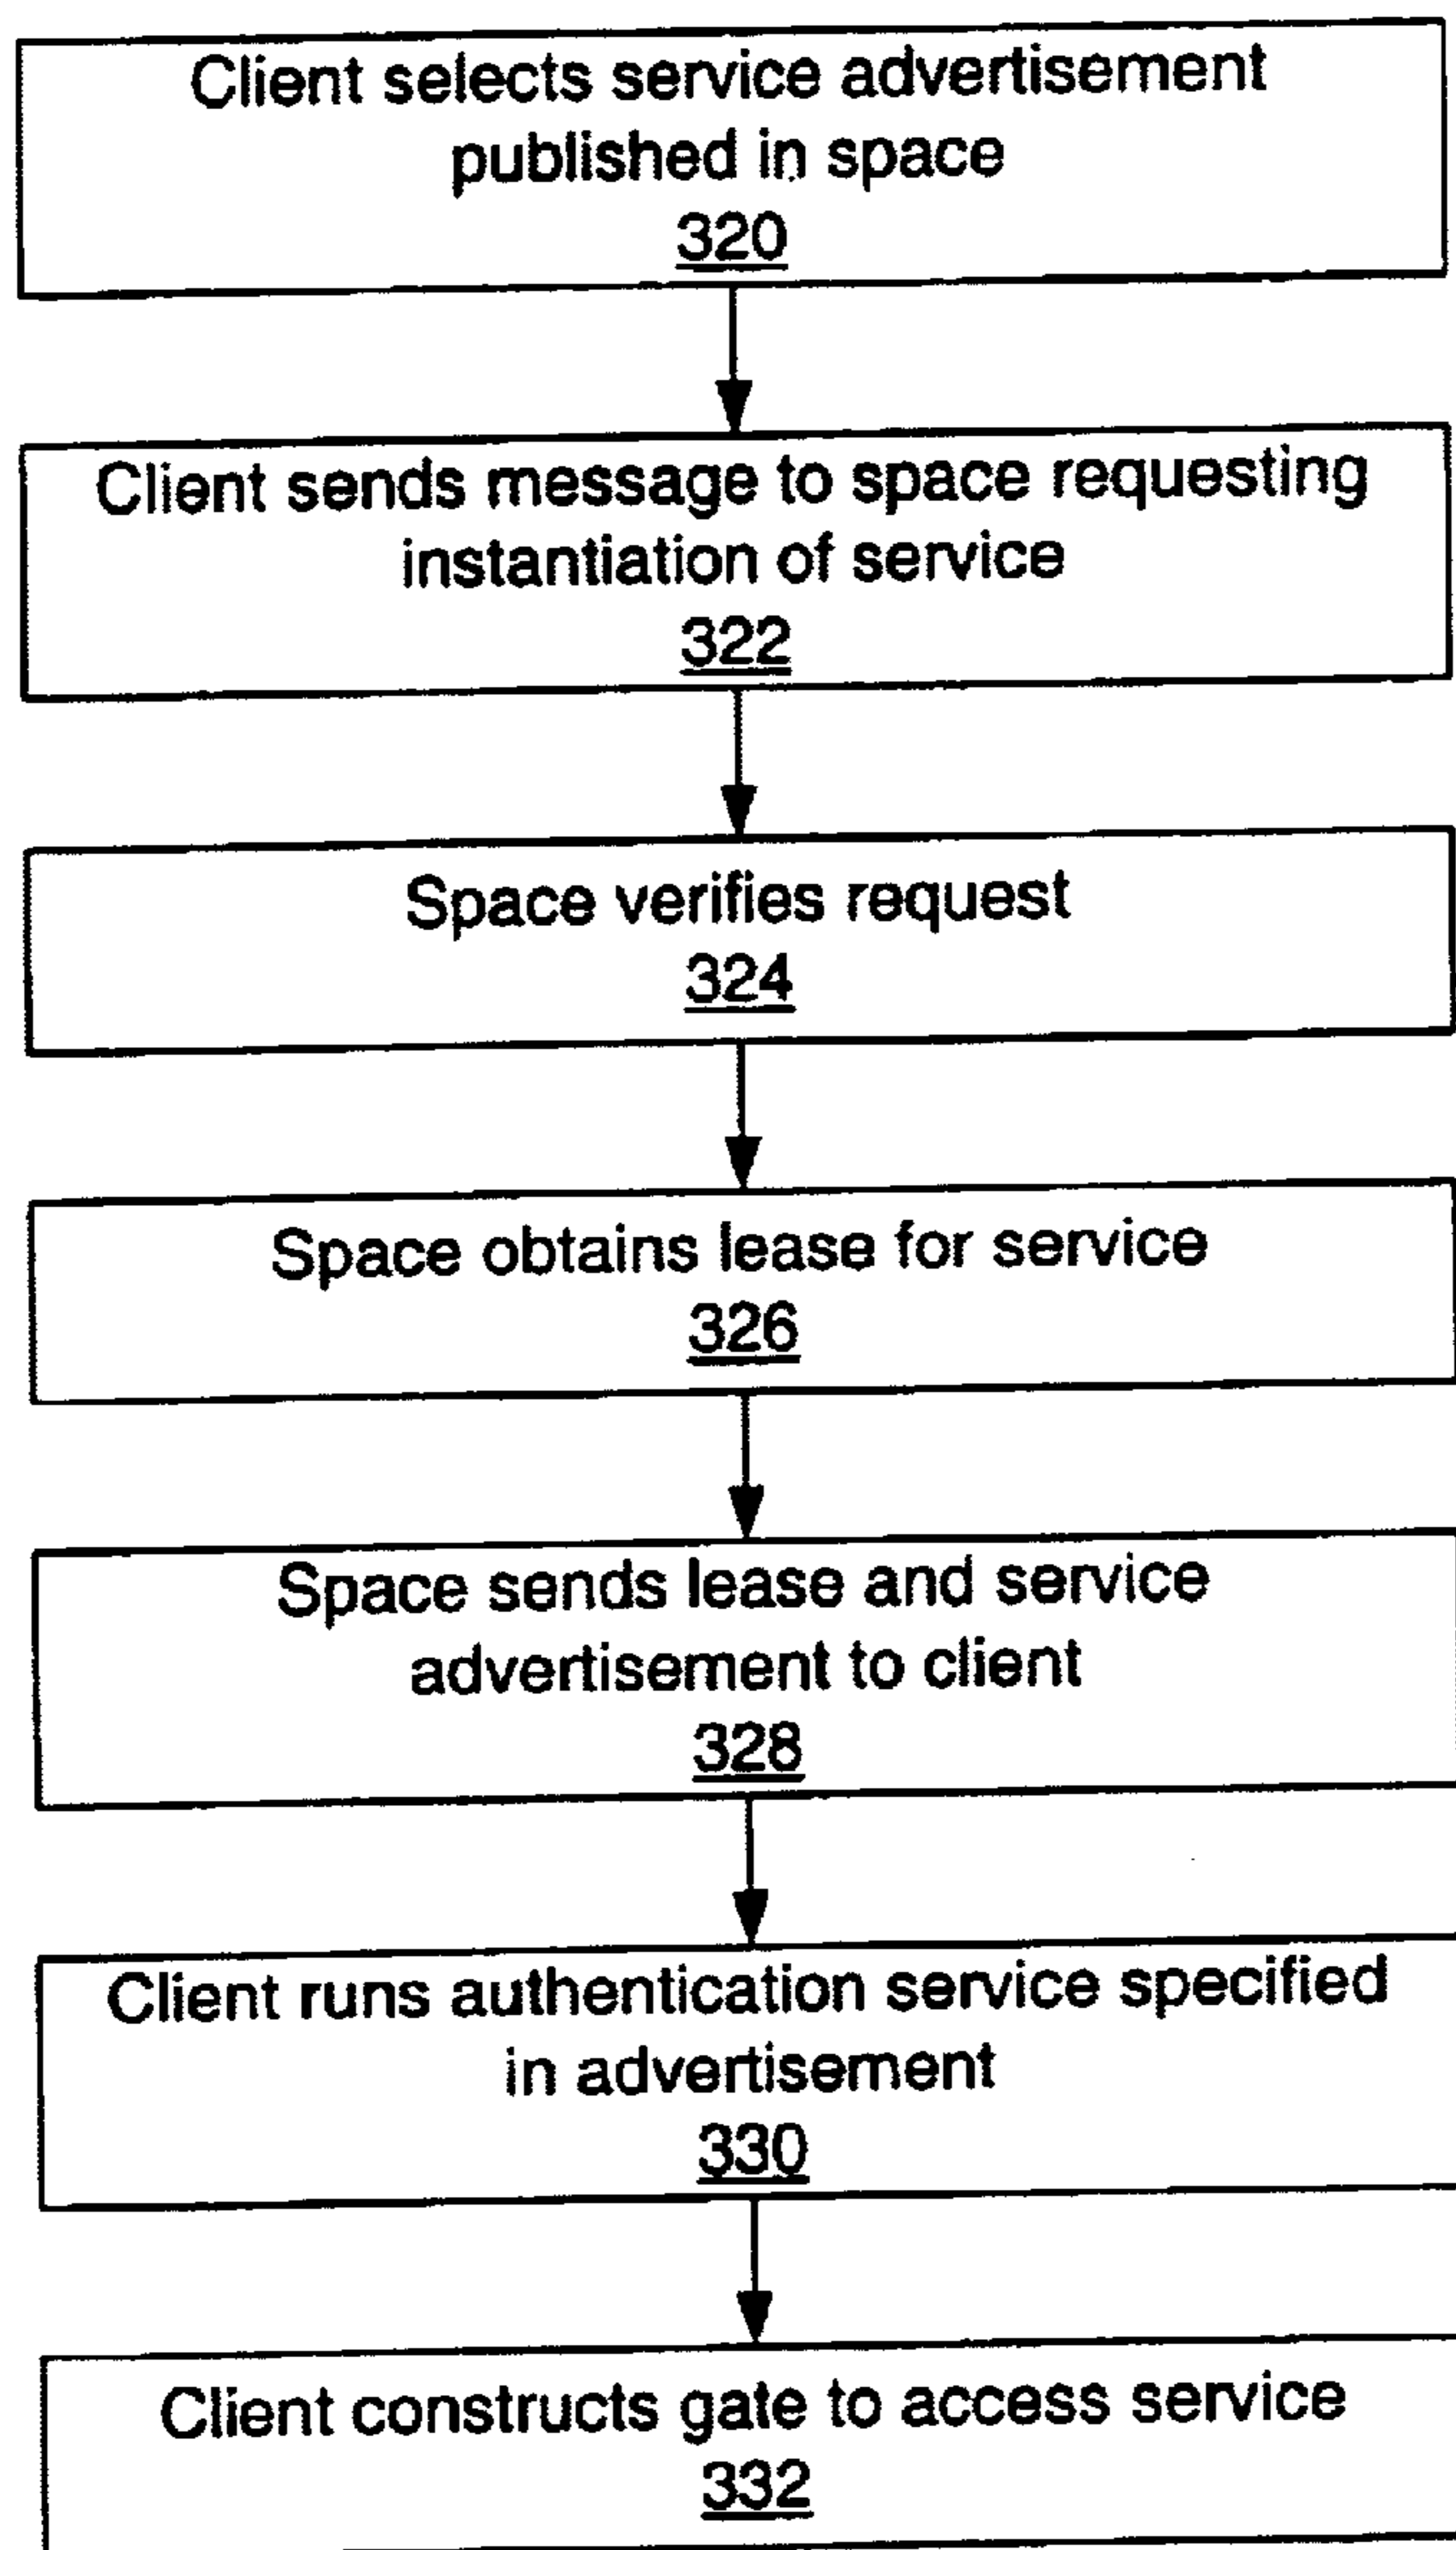 Client selects service advertisement
published in space
320
Client sends message to space requesting
instantiation of service
322
Space verifies request
324
Space obtains lease for service
326
Space sends lease and service
advertisement to client
328
Client runs authentication service specified
in advertisement
330
Client constructs gate to access service
332